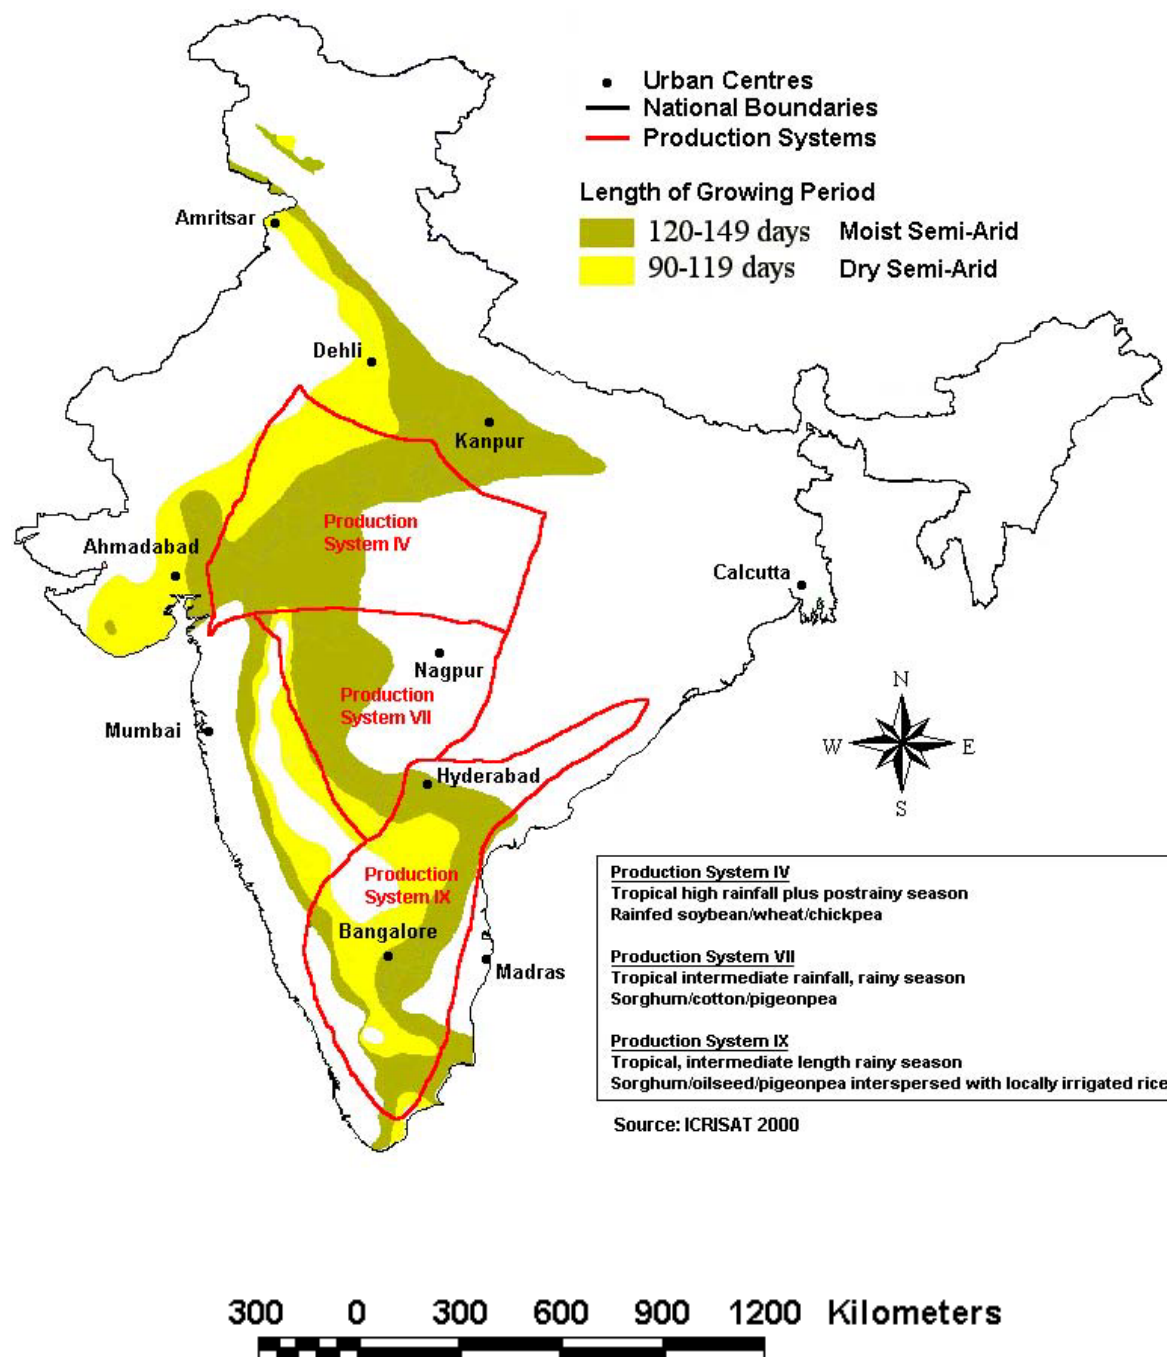 Urban Centres
National Boundaries
Production Systems
Length of Growing Period
120-149 days Moist Semi-Arid
90-119 days Dry Semi-Arid
Amritsar
Dehli
Kanpur
Production
System IV
Ahmadabad
Calcutta
Nagpur
Production
System VII
Mumbai
N
W E
S
Hyderabad
Production
System IX
Bangalore
Madras
Production System IV
Tropical high rainfall plus postrainy season
Rainfed soybean/wheat/chickpea
Production System VII
Tropical intermediate rainfall, rainy season
Sorghum/cotton/pigeonpea
Production System IX
Tropical, intermediate length rainy season
Sorghum/oilseed/pigeonpea interspersed with locally irrigated rice
Source: ICRISAT 2000
300 0 300 600 900 1200 Kilometers